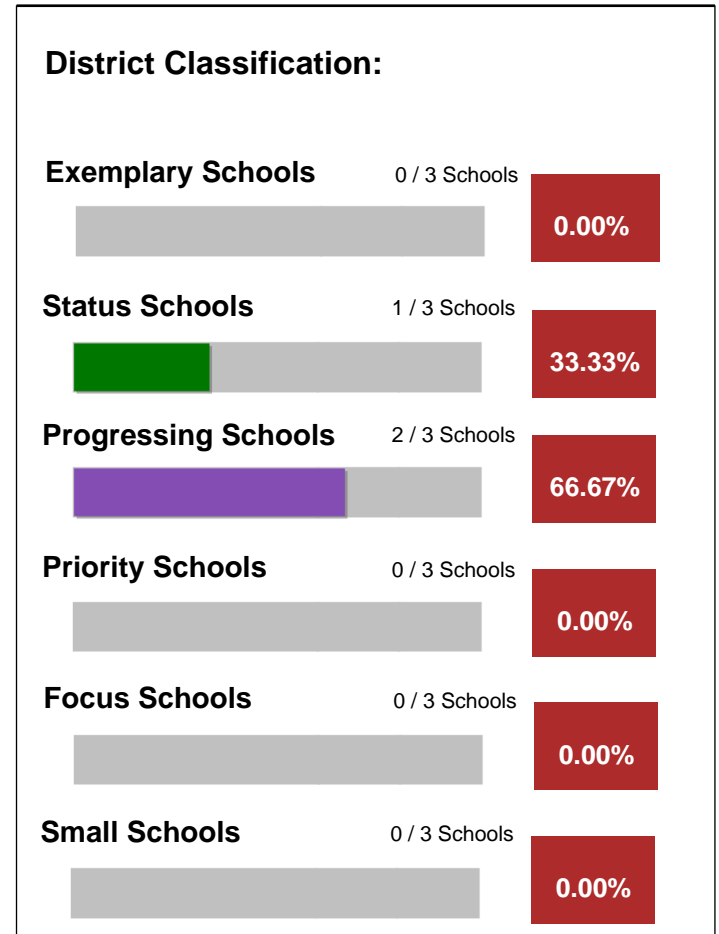 District Classification:
Exemplary Schools 0 / 3 Schools
0.00%
Status Schools 1 / 3 Schools
33.33%
Progressing Schools 2 / 3 Schools
66.67%
Priority Schools 0 / 3 Schools
0.00%
Focus Schools 0 / 3 Schools
0.00%
Small Schools 0 / 3 Schools
0.00%